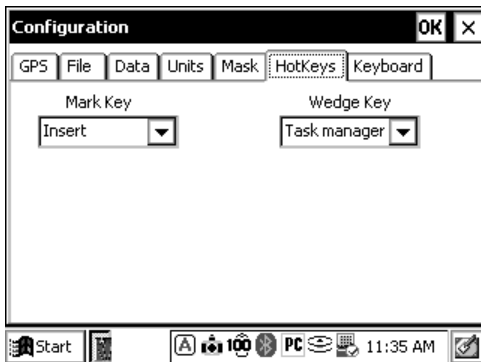 Configuration OK
GPS File Data Units Mask HotKeys Keyboard
Mark Key Wedge Key
Insert Task manager
Start A 100 PC 11:35 AM